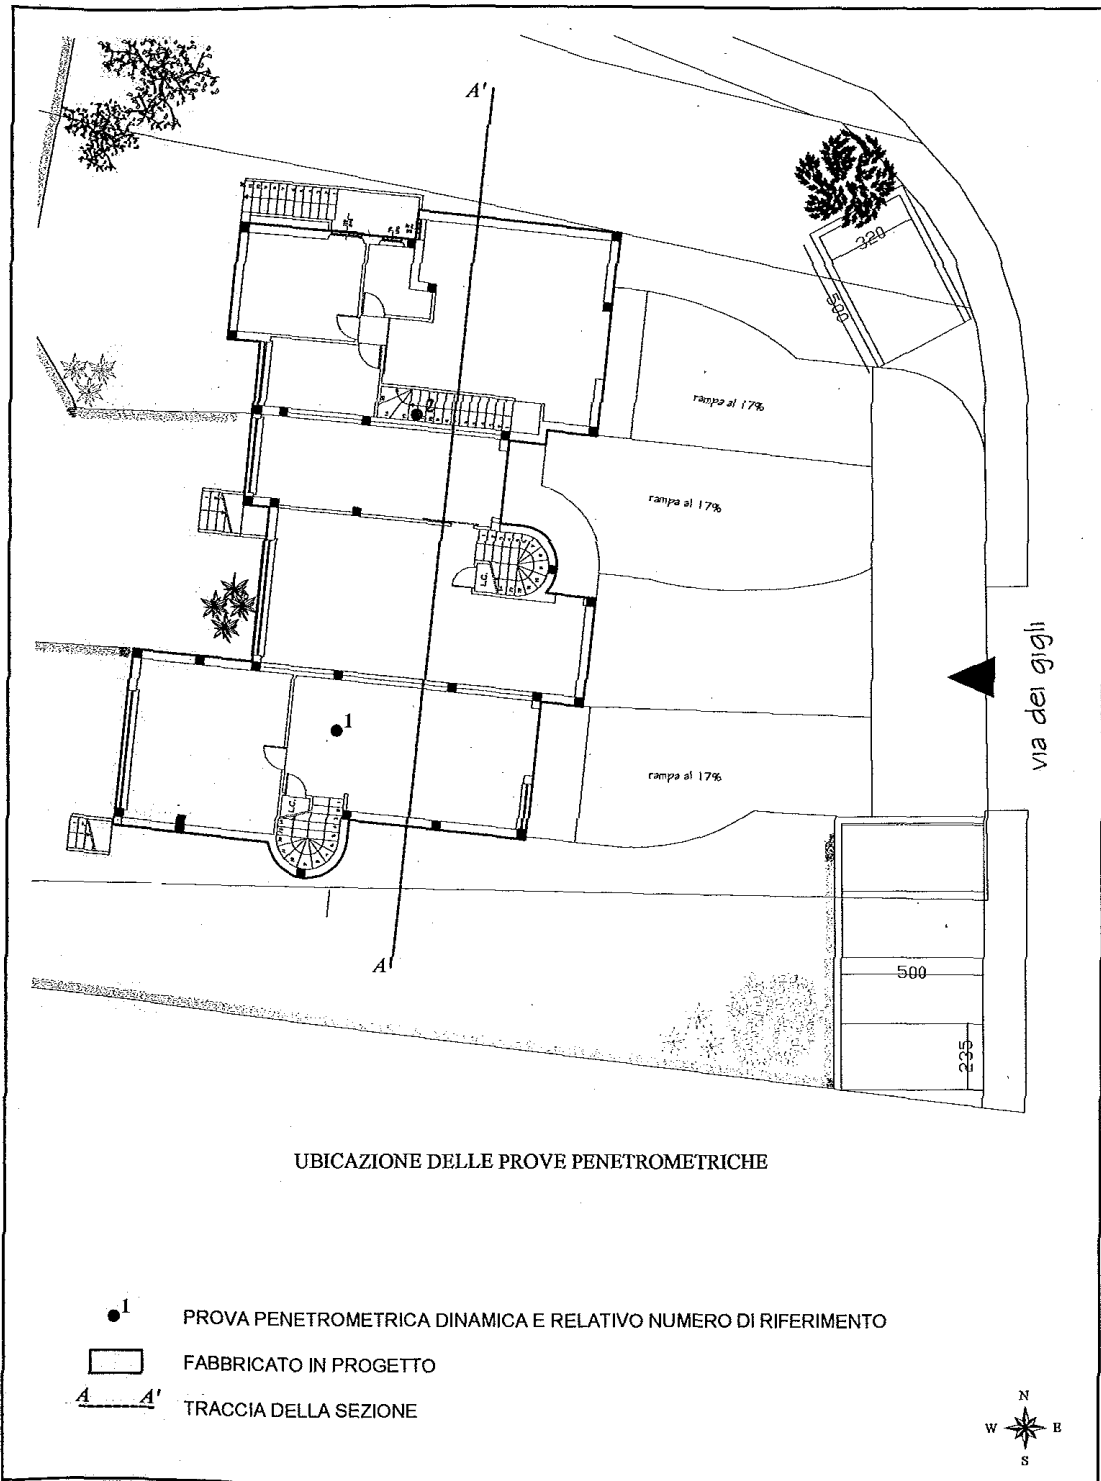 A'
320
500
rampa al 17%
rampa al 17%
L.C.
via dei gigli
1
rampa al 17%
L.C.
A
500
235
UBICAZIONE DELLE PROVE PENETROMETRICHE
1 PROVA PENETROMETRICA DINAMICA E RELATIVO NUMERO DI RIFERIMENTO
FABBRICATO IN PROGETTO
A A' TRACCIA DELLA SEZIONE
N
W E
S